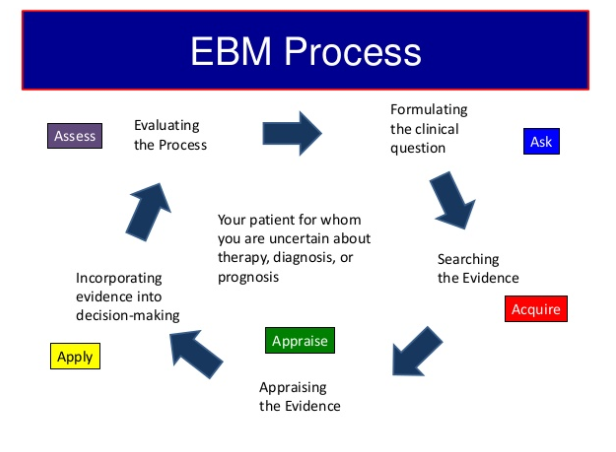 EBM Process
Assess
Evaluating
the Process
Formulating
the clinical
question
Ask
Your patient for whom
you are uncertain about
therapy, diagnosis, or
prognosis
Searching
the Evidence
Acquire
Incorporating
evidence into
decision-making
Apply
Appraise
Appraising
the Evidence